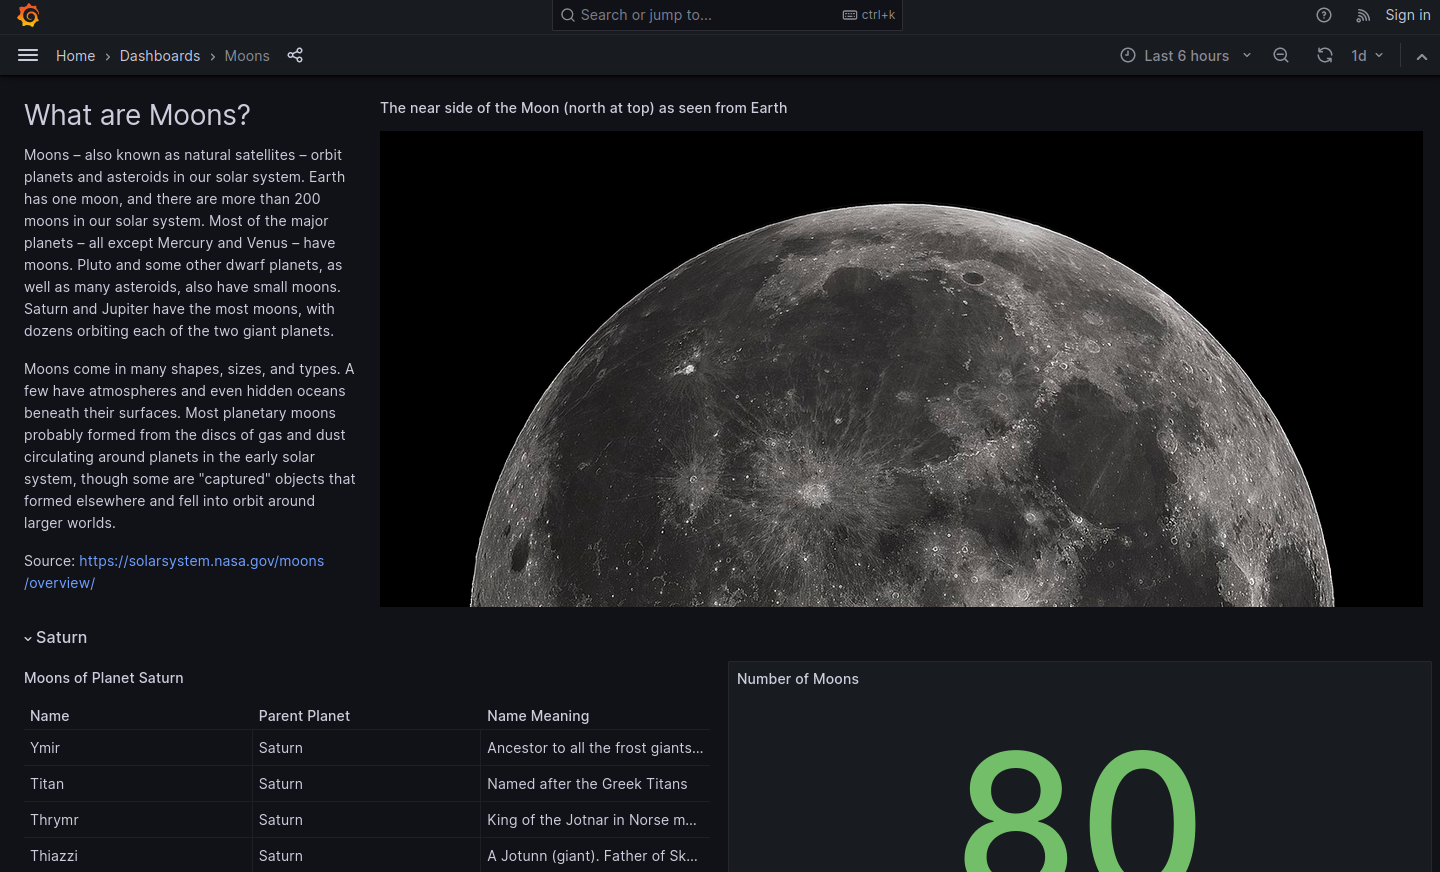 Search or jump to...
ctrl+k
Sign in
Home
Dashboards
Moons
Last 6 hours
1d
What are Moons?
Moons – also known as natural satellites – orbit
planets and asteroids in our solar system. Earth
has one moon, and there are more than 200
moons in our solar system. Most of the major
planets – all except Mercury and Venus – have
moons. Pluto and some other dwarf planets, as
well as many asteroids, also have small moons.
Saturn and Jupiter have the most moons, with
dozens orbiting each of the two giant planets.
Moons come in many shapes, sizes, and types. A
few have atmospheres and even hidden oceans
beneath their surfaces. Most planetary moons
probably formed from the discs of gas and dust
circulating around planets in the early solar
system, though some are "captured" objects that
formed elsewhere and fell into orbit around
larger worlds.
Source: https://solarsystem.nasa.gov/moons
/overview/
The near side of the Moon (north at top) as seen from Earth
Saturn
Moons of Planet Saturn
Name Parent Planet Name Meaning
Ymir Saturn Ancestor to all the frost giants...
Titan Saturn Named after the Greek Titans
Thrymr Saturn King of the Jotnar in Norse m...
Thiazzi Saturn A Jotunn (giant). Father of Sk...
Number of Moons
80